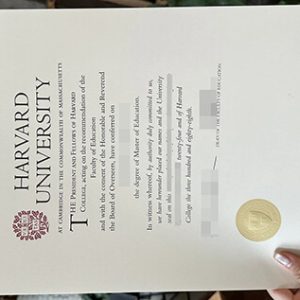 HARVARD
UNIVERSITY
AT CAMBRIDGE IN THE COMMONWEALTH OF MASSACHUSETTS
THE PRESIDENT AND FELLOWS OF HARVARD
COLLEGE, acting on the recommendation of the
Faculty of Education
and with the consent of the Honorable and Reverend
the Board of Overseers, have conferred on
the degree of Master of Education.
In witness whereof, by authority duly committed to us,
we have hereunder placed our names and the University
seal on this
twenty-four and of Harvard
College the three hundred and eighty-eighth.
DEAN OF THE FACULTY OF EDUCATION